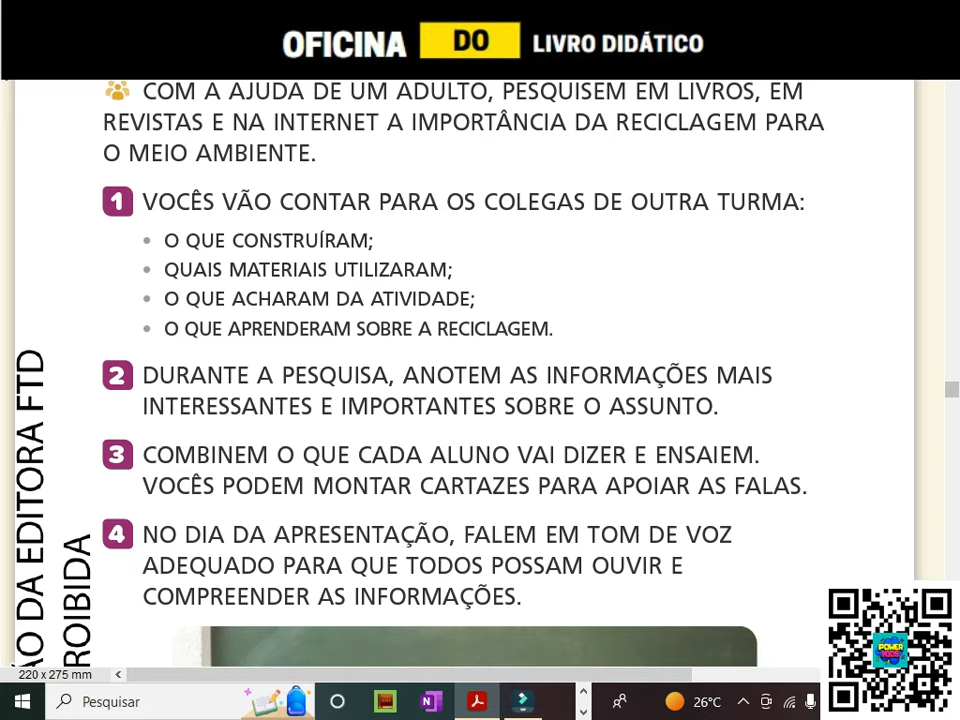 OFICINA DO LIVRO DIDÁTICO
COM A AJUDA DE UM ADULTO, PESQUISEM EM LIVROS, EM
REVISTAS E NA INTERNET A IMPORTÂNCIA DA RECICLAGEM PARA
O MEIO AMBIENTE.
1 VOCÊS VÃO CONTAR PARA OS COLEGAS DE OUTRA TURMA:
• O QUE CONSTRUÍRAM;
• QUAIS MATERIAIS UTILIZARAM;
• O QUE ACHARAM DA ATIVIDADE;
• O QUE APRENDERAM SOBRE A RECICLAGEM.
2 DURANTE A PESQUISA, ANOTEM AS INFORMAÇÕES MAIS
INTERESSANTES E IMPORTANTES SOBRE O ASSUNTO.
3 COMBINEM O QUE CADA ALUNO VAI DIZER E ENSAIEM.
VOCÊS PODEM MONTAR CARTAZES PARA APOIAR AS FALAS.
4 NO DIA DA APRESENTAÇÃO, FALEM EM TOM DE VOZ
ADEQUADO PARA QUE TODOS POSSAM OUVIR E
COMPREENDER AS INFORMAÇÕES.
ÃO DA EDITORA FTD
ROIBIDA
POWER KIDS
220 x 275 mm
Pesquisar
26°C